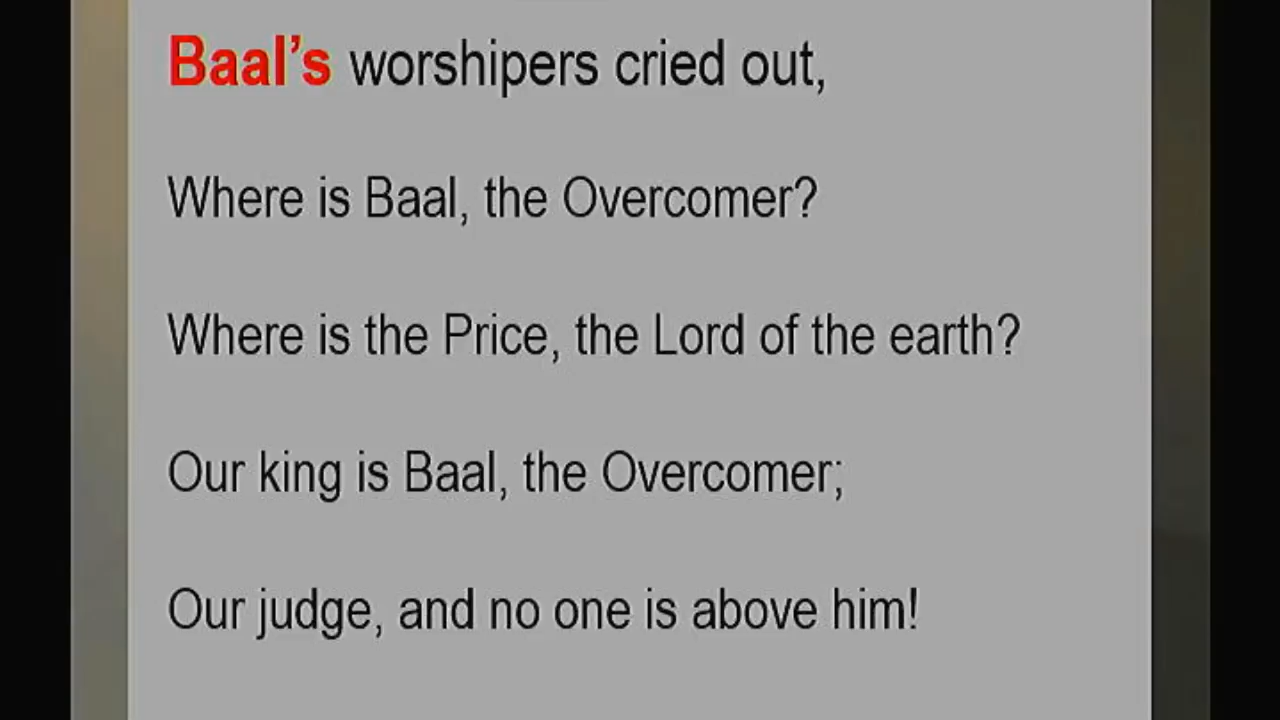 Baal’s worshipers cried out,
Where is Baal, the Overcomer?
Where is the Price, the Lord of the earth?
Our king is Baal, the Overcomer;
Our judge, and no one is above him!